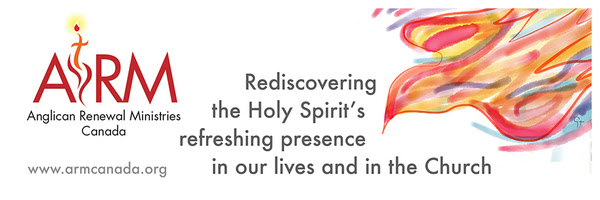 ARM
Anglican Renewal Ministries
Canada
www.armcanada.org
Rediscovering
the Holy Spirit's
refreshing presence
in our lives and in the Church